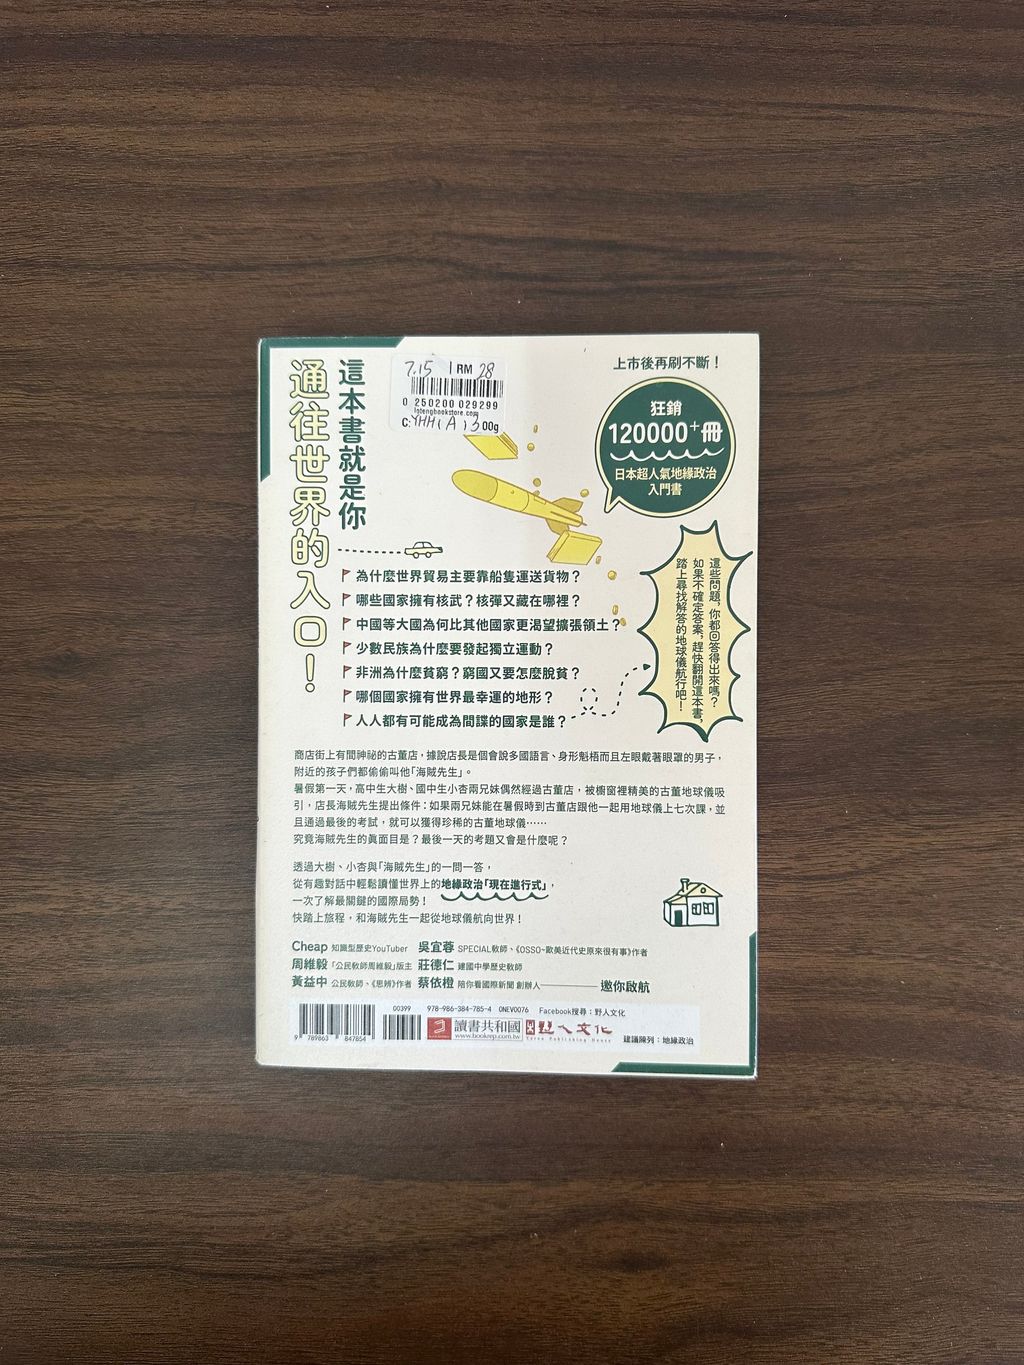 這本書就是你
通往世界的入口！
7.15 RM 28
0 250200 029299
C:YHH(A)300g
上市後再刷不斷！
狂銷
120000+冊
日本超人氣地緣政治
入門書
為什麼世界貿易主要靠船隻運送貨物？
哪些國家擁有核武？核彈又藏在哪裡？
中國等大國為何比其他國家更渴望擴張領土？
少數民族為什麼要發起獨立運動？
非洲為什麼貧窮？窮國又要怎麼脫貧？
哪個國家擁有世界最幸運的地形？
人人都有可能成為間諜的國家是誰？
這些問題，你都回答得出來嗎？
如果不確定答案，趕快翻開這本書，
踏上尋找解答的地球儀航行吧！
商店街上有間神祕的古董店，據說店長是個會說多國語言、身形魁梧而且左眼戴著眼罩的男子，
附近的孩子們都偷偷叫他「海賊先生」。
暑假第一天，高中生大樹、國中生小杏兩兄妹偶然經過古董店，被櫥窗裡精美的古董地球儀吸
引，店長海賊先生提出條件：如果兩兄妹能在暑假時到古董店跟他一起用地球儀上七次課，並
且通過最後的考試，就可以獲得珍稀的古董地球儀⋯⋯
究竟海賊先生的真面目是？最後一天的考題又會是什麼呢？
透過大樹、小杏與「海賊先生」的一問一答，
從有趣對話中輕鬆讀懂世界上的地緣政治「現在進行式」，
一次了解最關鍵的國際局勢！
快踏上旅程，和海賊先生一起從地球儀航向世界！
Cheap 知識型歷史YouTuber 吳宜蓉 SPECIAL教師、《OSSO~歐美近代史原來很有事》作者
周維毅 「公民教師周維毅」版主 莊德仁 建國中學歷史教師
黃益中 公民教師、《思辨》作者 蔡依橙 陪你看國際新聞 創辦人 邀你啟航
00399 978-986-384-785-4 0NEV0076 Facebook搜尋：野人文化
9 789863 847854
讀書共和國
www.bookrep.com.tw
野人文化
Yeren Publishing House
建議陳列：地緣政治